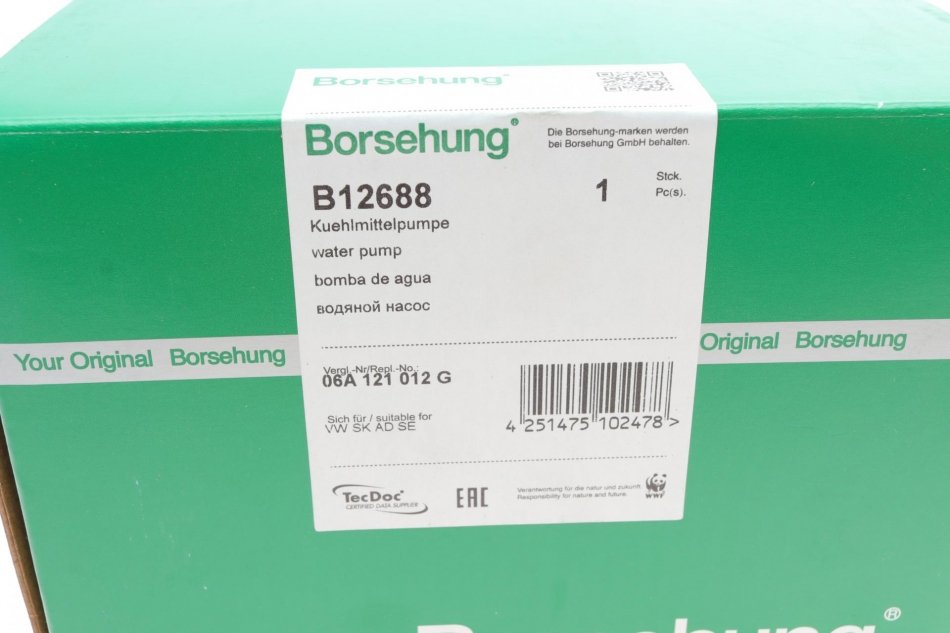 Borsehung®
Borsehung®
Die Borsehung-marken werden
bei Borsehung GmbH behalten.
B12688
1
Stck.
Pc(s).
Kuehlmittelpumpe
water pump
bomba de agua
водяной насос
Your Original Borsehung
Original Borsehung
Vergl.-Nr/Repl.-No.:
06A 121 012 G
Sich für / suitable for
VW SK AD SE
4 251475 102478 >
TecDoc®
CERTIFIED DATA SUPPLIER
EAC
Verantwortung für die natur und zukunft.
Responsibility for nature and future.
WWF
Borsehung®